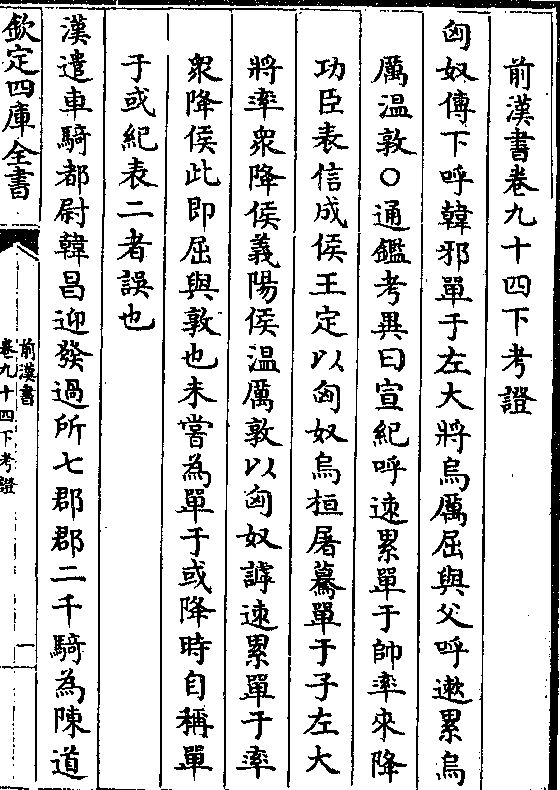 前漢書卷九十四下考證
匈奴傳下呼韓邪單于左大將烏厲屈與父呼遬累烏
厲溫敦○通鑑考異曰宣紀呼速累單于帥率來降
功臣表信成侯王定以匈奴烏桓屠驀單于子左大
將率衆降侯義陽侯溫厲敦以匈奴謼速累單于率
衆降侯此即屈與敦也未嘗為單于或降時自稱單
于或紀表二者誤也
漢遣車騎都尉韓昌迎發過所七郡郡二千騎為陳道
欽定四庫全書
前漢書
卷九十四下考證
一